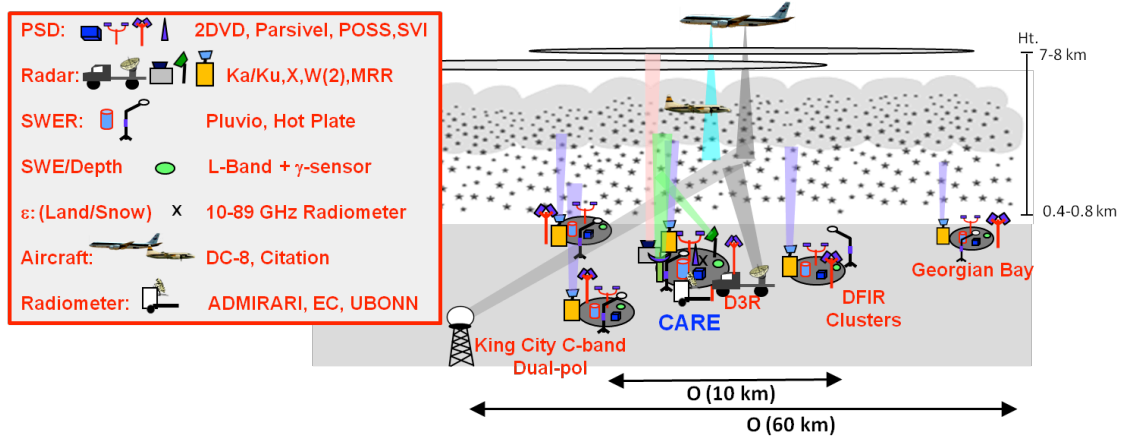 PSD: 2DVD, Parsivel, POSS,SVI
Radar: Ka/Ku,X,W(2),MRR
SWER: Pluvio, Hot Plate
SWE/Depth L-Band + γ-sensor
ε: (Land/Snow) X 10-89 GHz Radiometer
Aircraft: DC-8, Citation
Radiometer: ADMIRARI, EC, UBONN
Ht.
7-8 km
0.4-0.8 km
Georgian Bay
D3R
DFIR
Clusters
CARE
X
King City C-band
Dual-pol
O (10 km)
O (60 km)